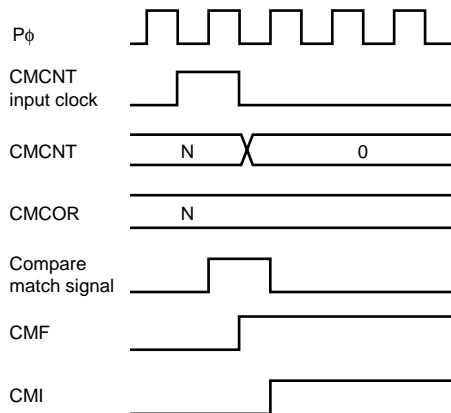 Pϕ
CMCNT
input clock
CMCNT N 0
CMCOR N
Compare
match signal
CMF
CMI